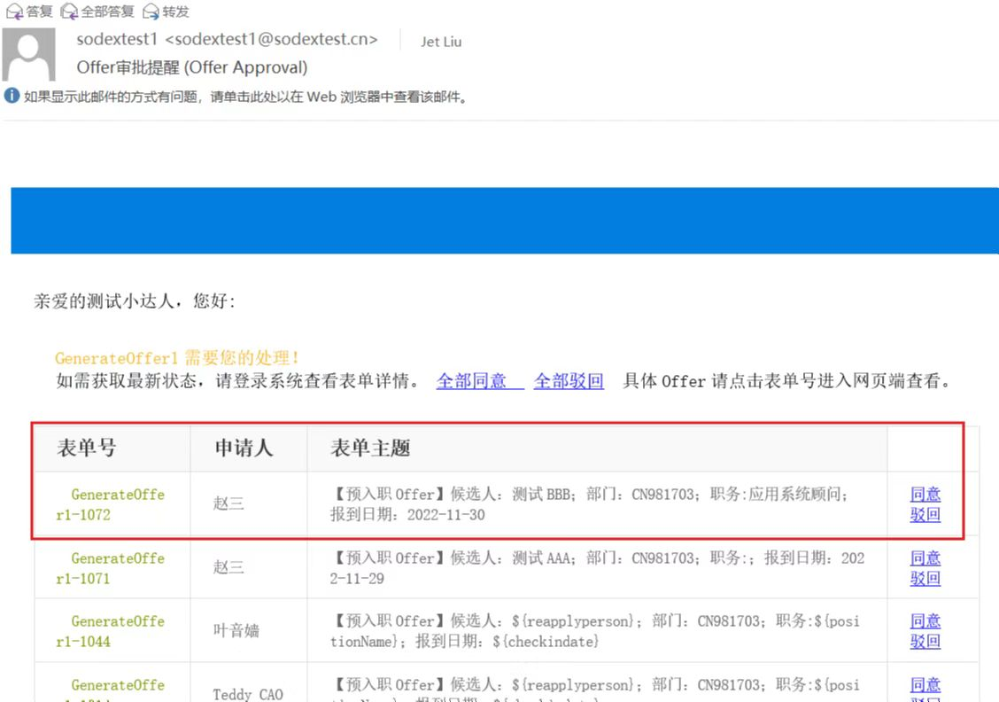 答复 全部答复 转发
sodextest1 <sodextest1@sodextest.cn> Jet Liu
Offer审批提醒 (Offer Approval)
如果显示此邮件的方式有问题，请单击此处以在 Web 浏览器中查看该邮件。
亲爱的测试小达人，您好:
GenerateOffer1 需要您的处理!
如需获取最新状态，请登录系统查看表单详情。 全部同意 全部驳回 具体 Offer 请点击表单号进入网页端查看。
表单号 申请人 表单主题
GenerateOffe
r1-1072
赵三
【预入职 Offer】候选人: 测试 BBB; 部门: CN981703; 职务:应用系统顾问;
报到日期: 2022-11-30
同意
驳回
GenerateOffe
r1-1071
赵三
【预入职 Offer】候选人: 测试 AAA; 部门: CN981703; 职务:; 报到日期: 202
2-11-29
同意
驳回
GenerateOffe
r1-1044
叶音嫱
【预入职 Offer】候选人: ${reapplyperson}; 部门: CN981703; 职务:${posi
tionName}; 报到日期: ${checkindate}
同意
驳回
GenerateOffe
Teddy CAO
【预入职 Offer】候选人: ${reapplyperson}; 部门: CN981703; 职务:${posi
同意